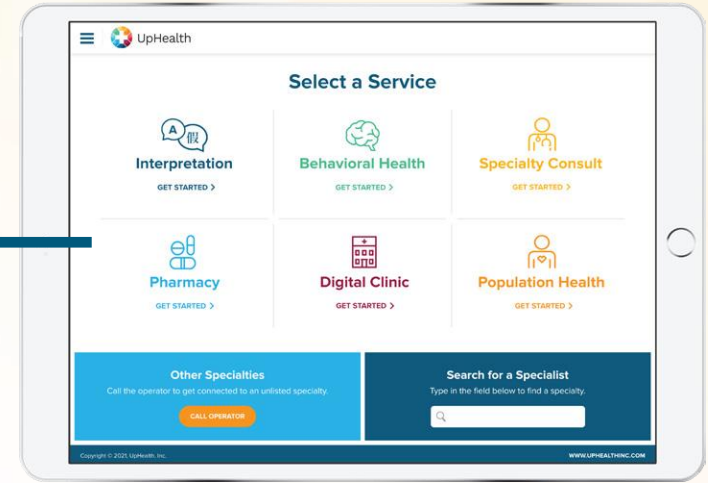 UpHealth
Select a Service
Interpretation
GET STARTED >
Behavioral Health
GET STARTED >
Specialty Consult
GET STARTED >
Pharmacy
GET STARTED >
Digital Clinic
GET STARTED >
Population Health
GET STARTED >
Other Specialties
Call the operator to get connected to an unlisted specialty.
CALL OPERATOR
Search for a Specialist
Type in the field below to find a specialty.
Copyright © 2021, UpHealth, Inc.
WWW.UPHEALTHINC.COM